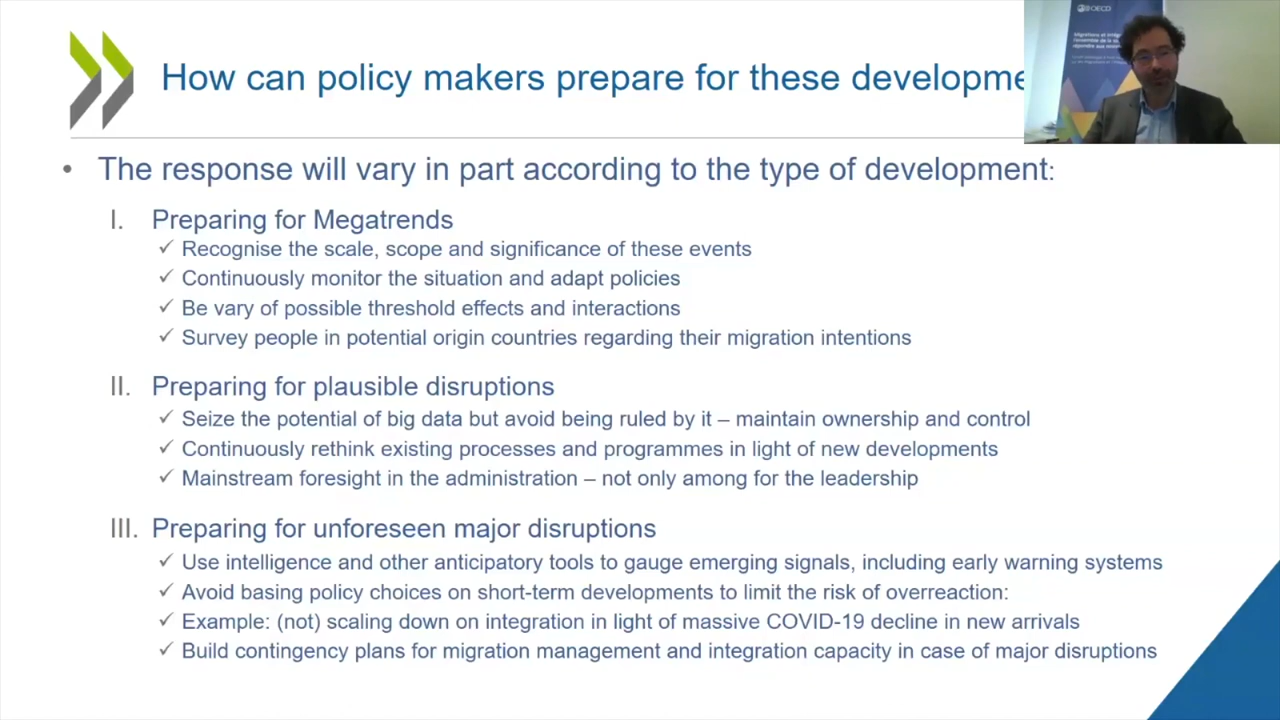 How can policy makers prepare for these developme
OECD
Migrations et
l'ensemble de la
répondre aux
• The response will vary in part according to the type of development:
I. Preparing for Megatrends
✓ Recognise the scale, scope and significance of these events
✓ Continuously monitor the situation and adapt policies
✓ Be vary of possible threshold effects and interactions
✓ Survey people in potential origin countries regarding their migration intentions
II. Preparing for plausible disruptions
✓ Seize the potential of big data but avoid being ruled by it – maintain ownership and control
✓ Continuously rethink existing processes and programmes in light of new developments
✓ Mainstream foresight in the administration – not only among for the leadership
III. Preparing for unforeseen major disruptions
✓ Use intelligence and other anticipatory tools to gauge emerging signals, including early warning systems
✓ Avoid basing policy choices on short-term developments to limit the risk of overreaction:
✓ Example: (not) scaling down on integration in light of massive COVID-19 decline in new arrivals
✓ Build contingency plans for migration management and integration capacity in case of major disruptions